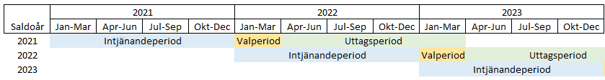 2021 2022 2023
Saldoår Jan-Mar Apr-Jun Jul-Sep Okt-Dec Jan-Mar Apr-Jun Jul-Sep Okt-Dec Jan-Mar Apr-Jun Jul-Sep Okt-Dec
2021 Intjänandeperiod Valperiod Uttagsperiod
2022 Intjänandeperiod Valperiod Uttagsperiod
2023 Intjänandeperiod